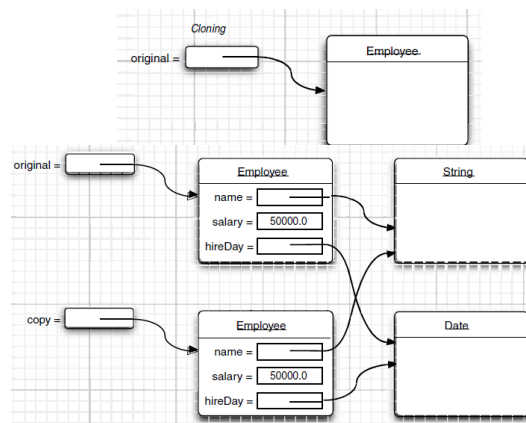 Cloning
original =
Employee
original =
Employee
String
name =
salary = 50000.0
hireDay =
copy =
Employee
Date
name =
salary = 50000.0
hireDay =